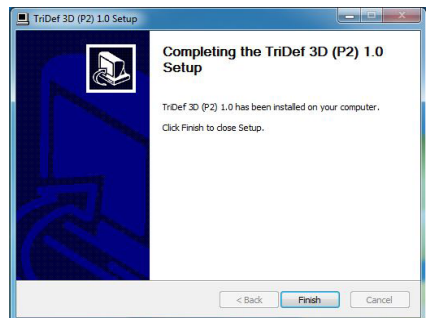 TriDef 3D (P2) 1.0 Setup
Completing the TriDef 3D (P2) 1.0
Setup
TriDef 3D (P2) 1.0 has been installed on your computer.
Click Finish to close Setup.
< Back
Finish
Cancel